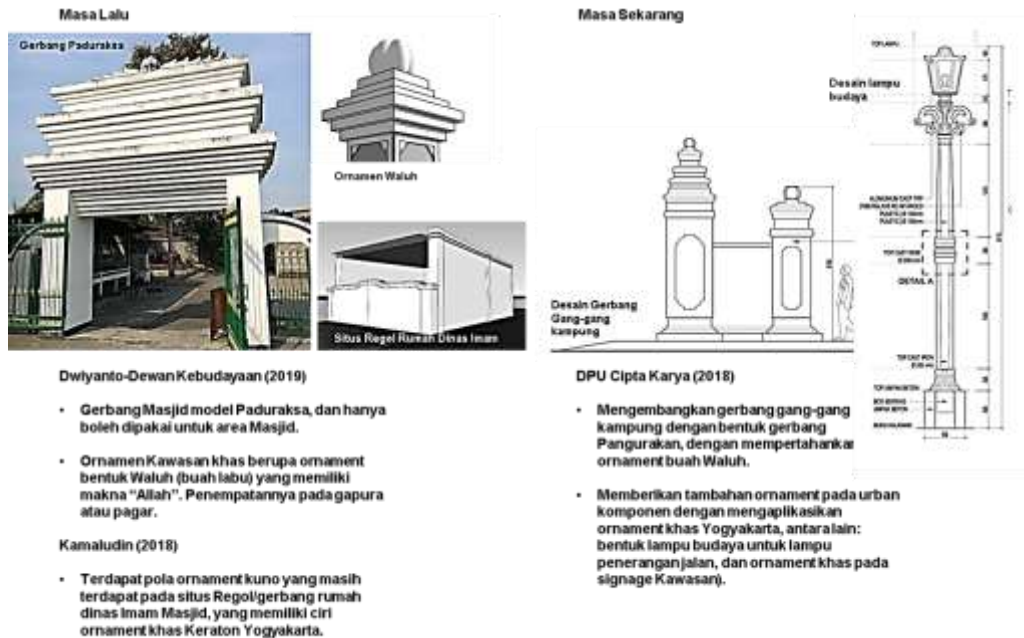 Masa Lalu
Gerbang Paduraksa
Ornamen Waluh
Situs Regel Rumah Dinas Imam
Dwiyanto-Dewan Kebudayaan (2019)
• Gerbang Masjid model Paduraksa, dan hanya
boleh dipakai untuk area Masjid.
• Ornamen Kawasan khas berupa ornament
bentuk Waluh (buah labu) yang memiliki
makna “Allah”. Penempatannya pada gapura
atau pagar.
Kamaludin (2018)
• Terdapat pola ornament kuno yang masih
terdapat pada situs Regol/gerbang rumah
dinas Imam Masjid, yang memiliki ciri
ornament khas Keraton Yogyakarta.
Masa Sekarang
Desain lampu
budaya
Desain Gerbang
Gang-gang
kampung
DETAIL A
DPU Cipta Karya (2018)
• Mengembangkan gerbang gang-gang
kampung dengan bentuk gerbang
Pangurakan, dengan mempertahankan
ornament buah Waluh.
• Memberikan tambahan ornament pada urban
komponen dengan mengaplikasikan
ornament khas Yogyakarta, antara lain:
bentuk lampu budaya untuk lampu
penerangan jalan, dan ornament khas pada
signage Kawasan).